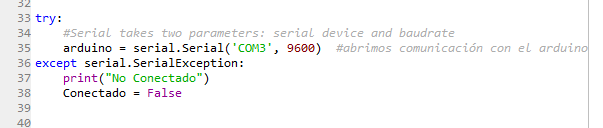 32
33 try:
34 #Serial takes two parameters: serial device and baudrate
35 arduino = serial.Serial('COM3', 9600) #abrimos comunicación con el arduino
36 except serial.SerialException:
37 print("No Conectado")
38 Conectado = False
39
40